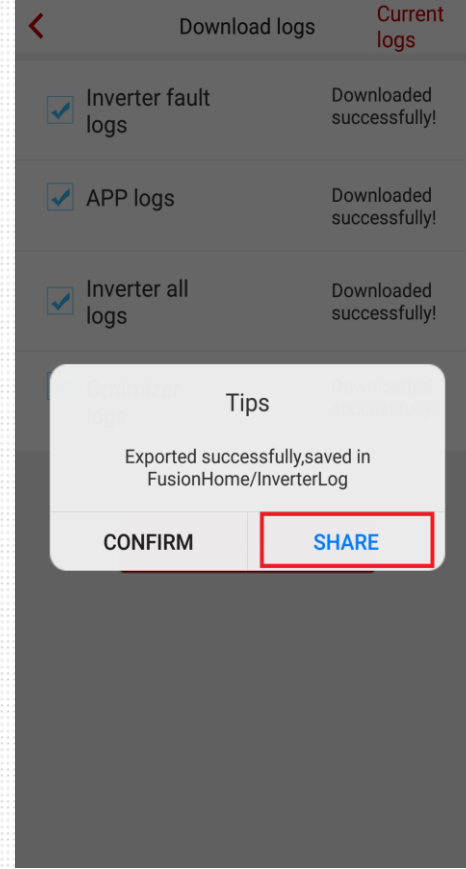 Download logs
Current
logs
Inverter fault
logs
Downloaded
successfully!
APP logs
Downloaded
successfully!
Inverter all
logs
Downloaded
successfully!
Tips
Exported successfully,saved in
FusionHome/InverterLog
CONFIRM
SHARE